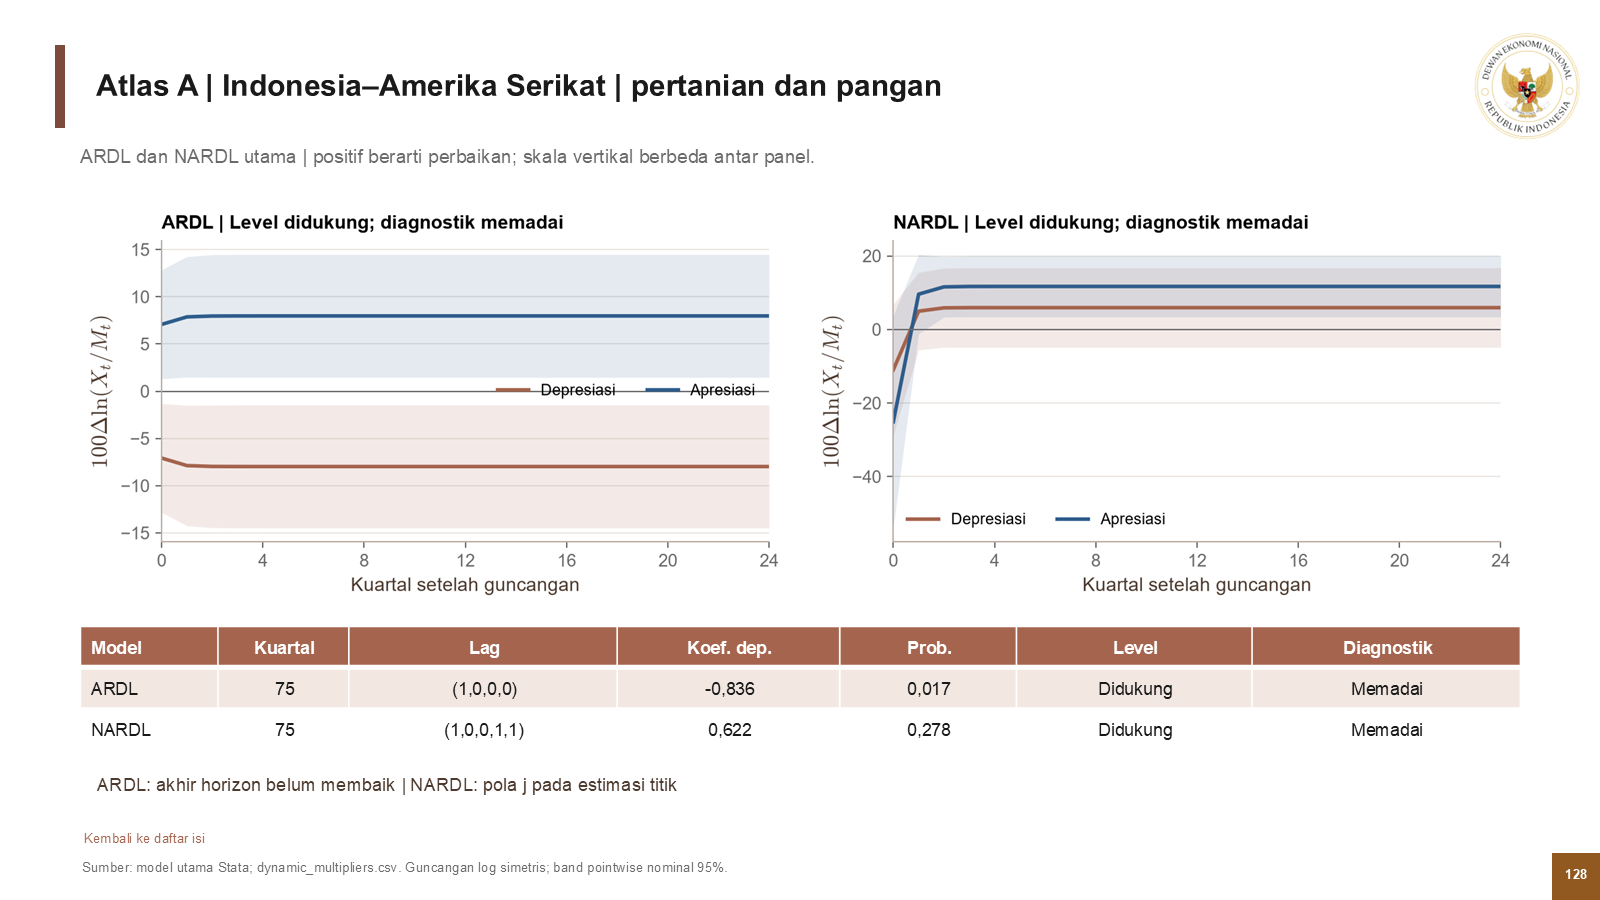 Atlas A | Indonesia–Amerika Serikat | pertanian dan pangan
DEWAN EKONOMI NASIONAL
REPUBLIK INDONESIA
ARDL dan NARDL utama | positif berarti perbaikan; skala vertikal berbeda antar panel.
ARDL | Level didukung; diagnostik memadai
15
10
5
0
−5
−10
−15
100Δln(Xt/Mt)
Depresiasi
Apresiasi
0 4 8 12 16 20 24
Kuartal setelah guncangan
NARDL | Level didukung; diagnostik memadai
20
0
−20
−40
100Δln(Xt/Mt)
Depresiasi
Apresiasi
0 4 8 12 16 20 24
Kuartal setelah guncangan
Model Kuartal Lag Koef. dep. Prob. Level Diagnostik
ARDL 75 (1,0,0,0) -0,836 0,017 Didukung Memadai
NARDL 75 (1,0,0,1,1) 0,622 0,278 Didukung Memadai
ARDL: akhir horizon belum membaik | NARDL: pola j pada estimasi titik
Kembali ke daftar isi
Sumber: model utama Stata; dynamic_multipliers.csv. Guncangan log simetris; band pointwise nominal 95%.
128